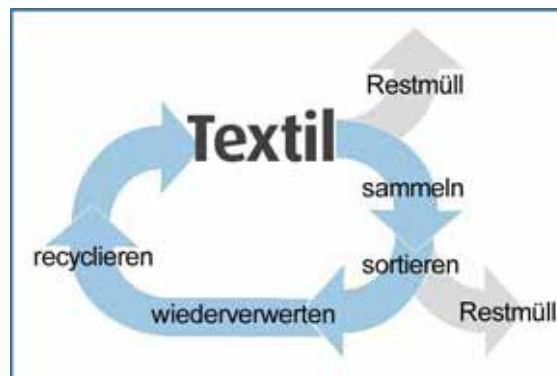 Restmüll
Textil
sammeln
sortieren
recyclieren
wiederverwerten
Restmüll